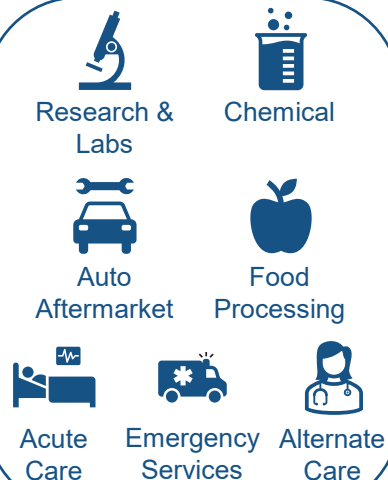 Research &
Labs
Chemical
Auto
Aftermarket
Food
Processing
Acute
Care
Emergency
Services
Alternate
Care